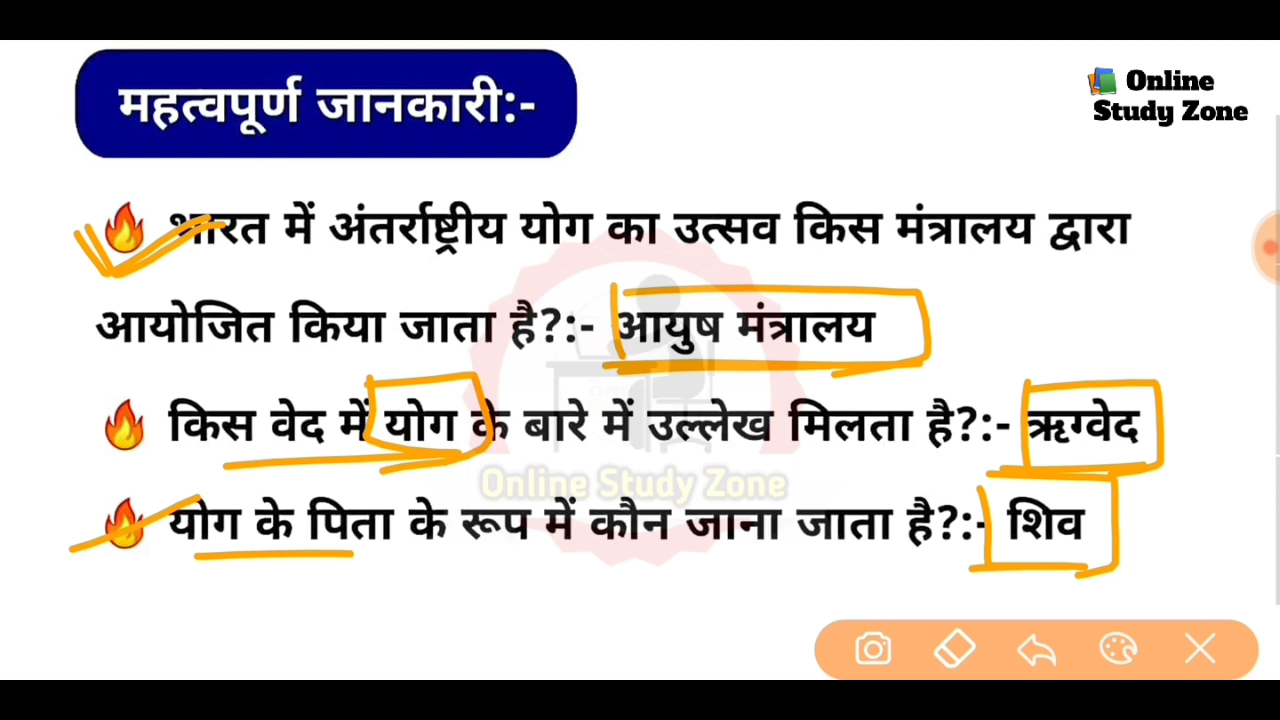 महत्वपूर्ण जानकारी:-
Online
Study Zone
🔥 भारत में अंतर्राष्ट्रीय योग का उत्सव किस मंत्रालय द्वारा
आयोजित किया जाता है?:- आयुष मंत्रालय
🔥 किस वेद में योग के बारे में उल्लेख मिलता है?:- ऋग्वेद
Online Study Zone
🔥 योग के पिता के रूप में कौन जाना जाता है?:- शिव